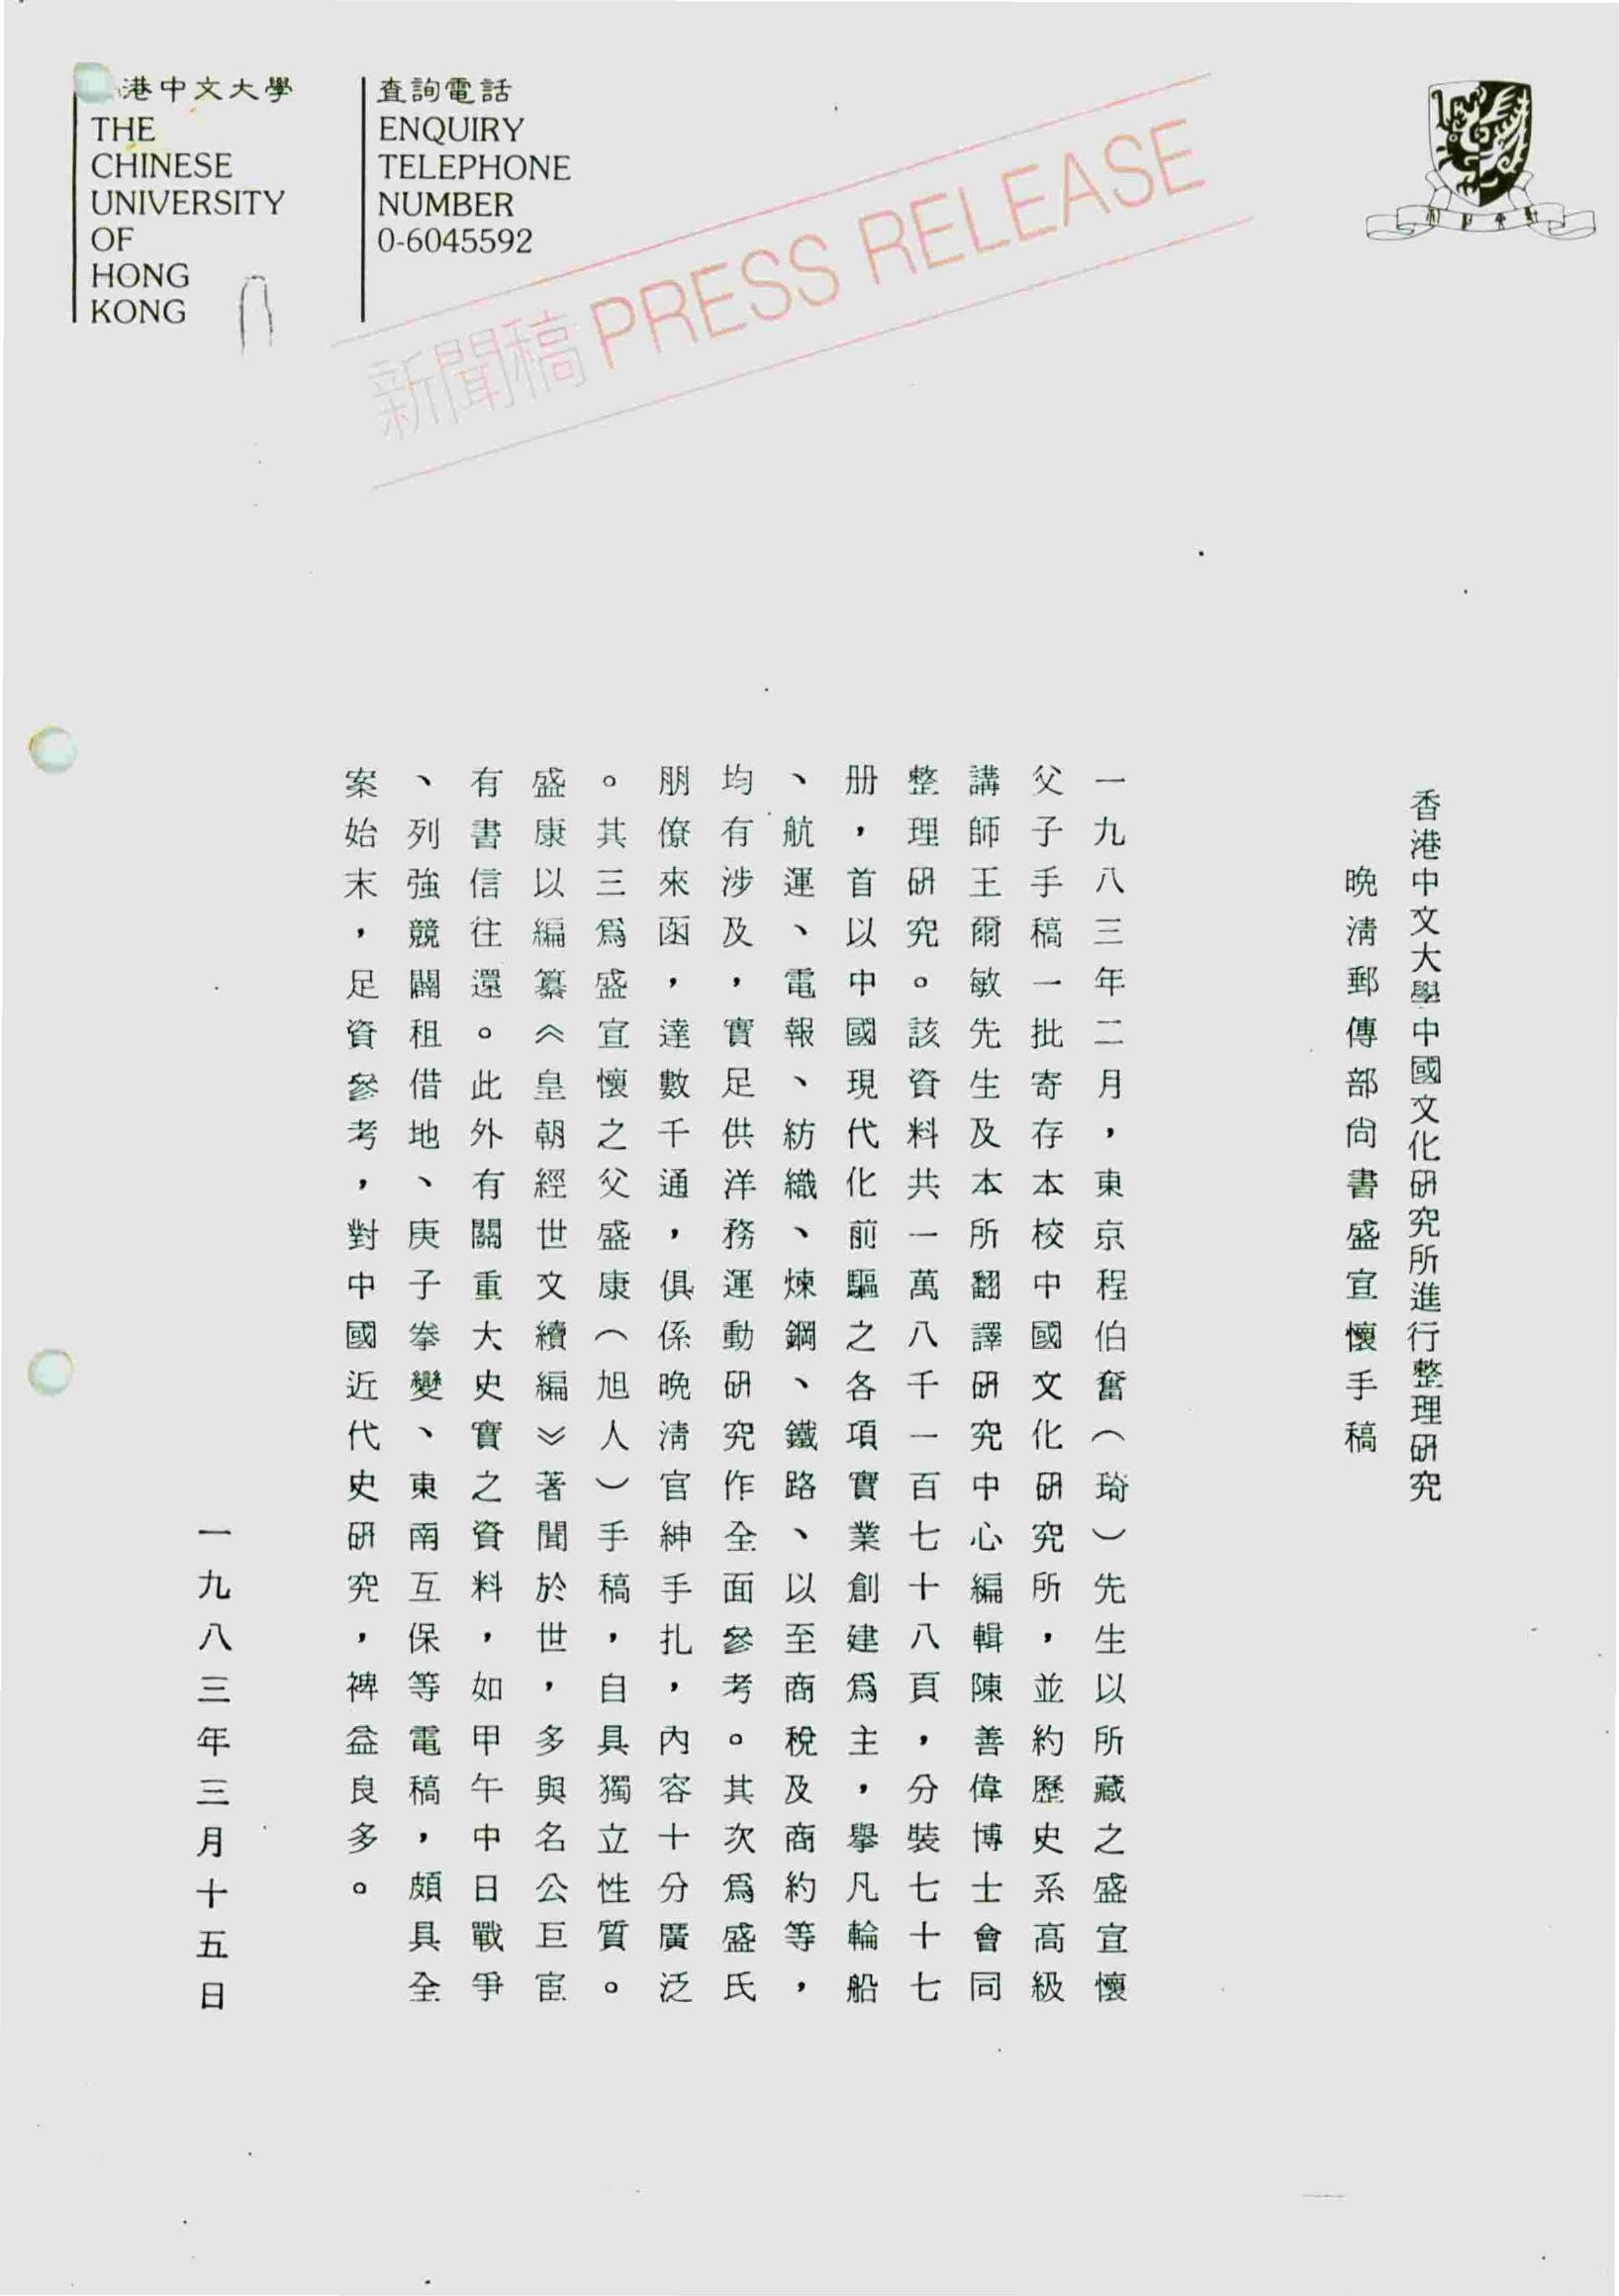 港中文大學
THE
CHINESE
UNIVERSITY
OF
HONG
KONG
查詢電話
ENQUIRY
TELEPHONE
NUMBER
0-6045592
新聞稿 PRESS RELEASE
香港中文大學中國文化研究所進行整理研究
晚清郵傳部尙書盛宣懷手稿
一九八三年二月，東京程伯奮（琦）先生以所藏之盛宣懷
父子手稿一批寄存本校中國文化研究所，並約歷史系高級
講師王爾敏先生及本所翻譯研究中心編輯陳善偉博士會同
整理研究。該資料共一萬八千一百七十八頁，分裝七十七
册，首以中國現代化前驅之各項實業創建爲主，舉凡輪船
、航運、電報、紡織、煉鋼、鐵路、以至商稅及商約等，
均有涉及，實足供洋務運動研究作全面參考。其次爲盛氏
朋僚來函，達數千通，俱係晚清官紳手扎，內容十分廣泛
。其三爲盛宣懷之父盛康（旭人）手稿，自具獨立性質。
盛康以編纂《皇朝經世文續編》著聞於世，多與名公巨宦
有書信往還。此外有關重大史實之資料，如甲午中日戰爭
、列強競闢租借地、庚子拳變、東南互保等電稿，頗具全
案始末，足資參考，對中國近代史研究，裨益良多。
一九八三年三月十五日